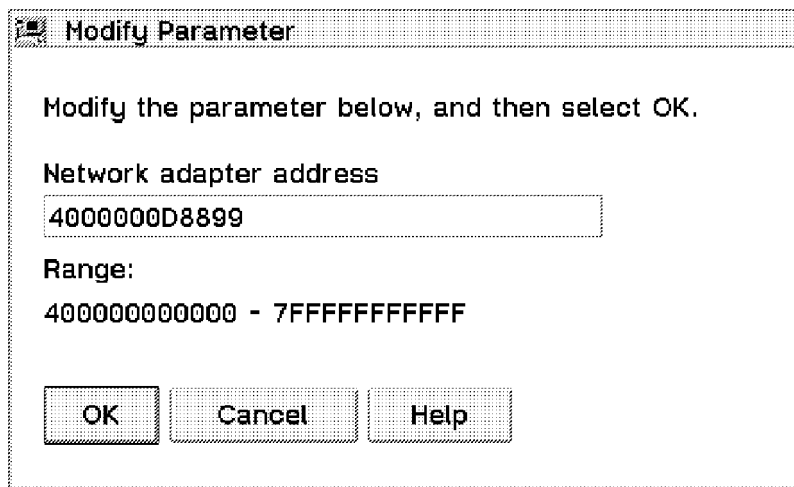 Modify Parameter
Modify the parameter below, and then select OK.
Network adapter address
4000000D8899
Range:
400000000000 - 7FFFFFFFFFFF
OK Cancel Help